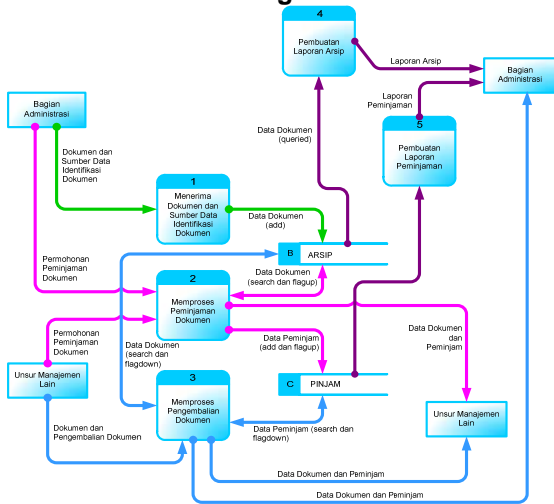 4
Pembuatan
Laporan Arsip
Laporan Arsip
Bagian
Administrasi
Laporan
Peminjaman
Bagian
Administrasi
Data Dokumen
(queried)
5
Pembuatan
Laporan
Peminjaman
Dokumen dan
Sumber Data
Identifikasi
Dokumen
1
Menerima
Dokumen dan
Sumber Data
Identifikasi
Dokumen
Data Dokumen
(add)
B
ARSIP
Permohonan
Peminjaman
Dokumen
2
Memproses
Peminjaman
Dokumen
Data Dokumen
(search dan flagup)
Permohonan
Peminjaman
Dokumen
Data Dokumen
(search dan
flagdown)
Data Peminjam
(add dan flagup)
Data Dokumen
dan
Peminjam
Unsur Manajemen
Lain
3
Memproses
Pengembalian
Dokumen
C
PINJAM
Unsur Manajemen
Lain
Dokumen dan
Pengembalian Dokumen
Data Peminjam (search dan
flagdown)
Data Dokumen dan Peminjam
Data Dokumen dan Peminjam